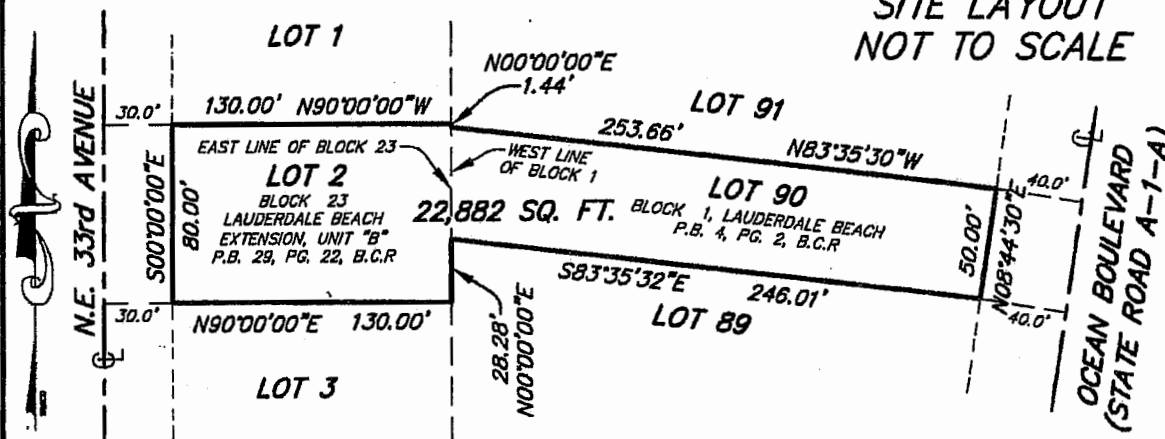 SITE LAYOUT
NOT TO SCALE
LOT 1
N00°00'00"E
1.44'
30.0'
130.00' N90°00'00"W
LOT 91
253.66'
N83°35'30"W
EAST LINE OF BLOCK 23
WEST LINE
OF BLOCK 1
N.E. 33rd AVENUE
S00°00'00"E
80.00'
LOT 2
BLOCK 23
LAUDERDALE BEACH
EXTENSION, UNIT "B"
P.B. 29, PG. 22, B.C.R
22,882 SQ. FT.
LOT 90
BLOCK 1, LAUDERDALE BEACH
P.B. 4, PG. 2, B.C.R
40.0'
50.00'
N08°44'30"E
OCEAN BOULEVARD
(STATE ROAD A-1-A)
S83°35'32"E 246.01'
40.0'
30.0'
N90°00'00"E 130.00'
28.28'
N00°00'00"E
LOT 89
LOT 3